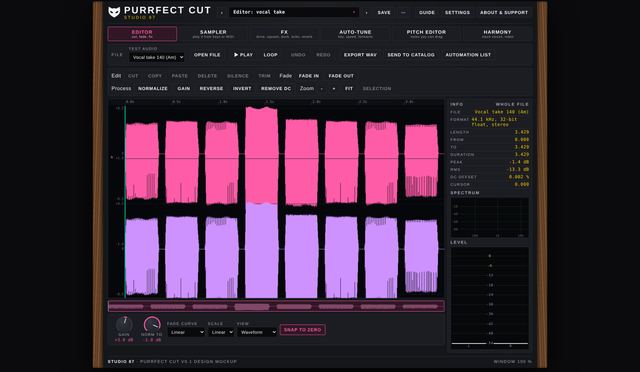 PURRFECT CUT
STUDIO 97
Editor: vocal take
SAVE
GUIDE SETTINGS ABOUT & SUPPORT
EDITOR SAMPLER FX AUTO-TUNE PITCH EDITOR HARMONY
cut, fade, fix
TEST AUDIO
FILE Vocal take 140 (Am) OPEN FILE ▶ PLAY LOOP UNDO REDO EXPORT WAV SEND TO CATALOG AUTOMATION LIST
Edit CUT COPY PASTE DELETE SILENCE TRIM Fade FADE IN FADE OUT
Process NORMALIZE GAIN REVERSE INVERT REMOVE DC Zoom - + FIT SELECTION
INFO WHOLE FILE
FILE Vocal take 140 (Am)
FORMAT 44.1 kHz, 32-bit float, stereo
LENGTH 3.429
FROM 0.000
TO 3.429
DURATION 3.429
PEAK -1.4 dB
RMS -13.3 dB
DC OFFSET 0.002 %
CURSOR 0.000
SPECTRUM
LEVEL
FADE CURVE SCALE VIEW
Linear Linear Waveform SNAP TO ZERO
GAIN NORM TO
+3.0 dB -1.0 dB
STUDIO 97 · PURRFECT CUT V0.1 DESIGN MOCKUP
WINDOW 100 %